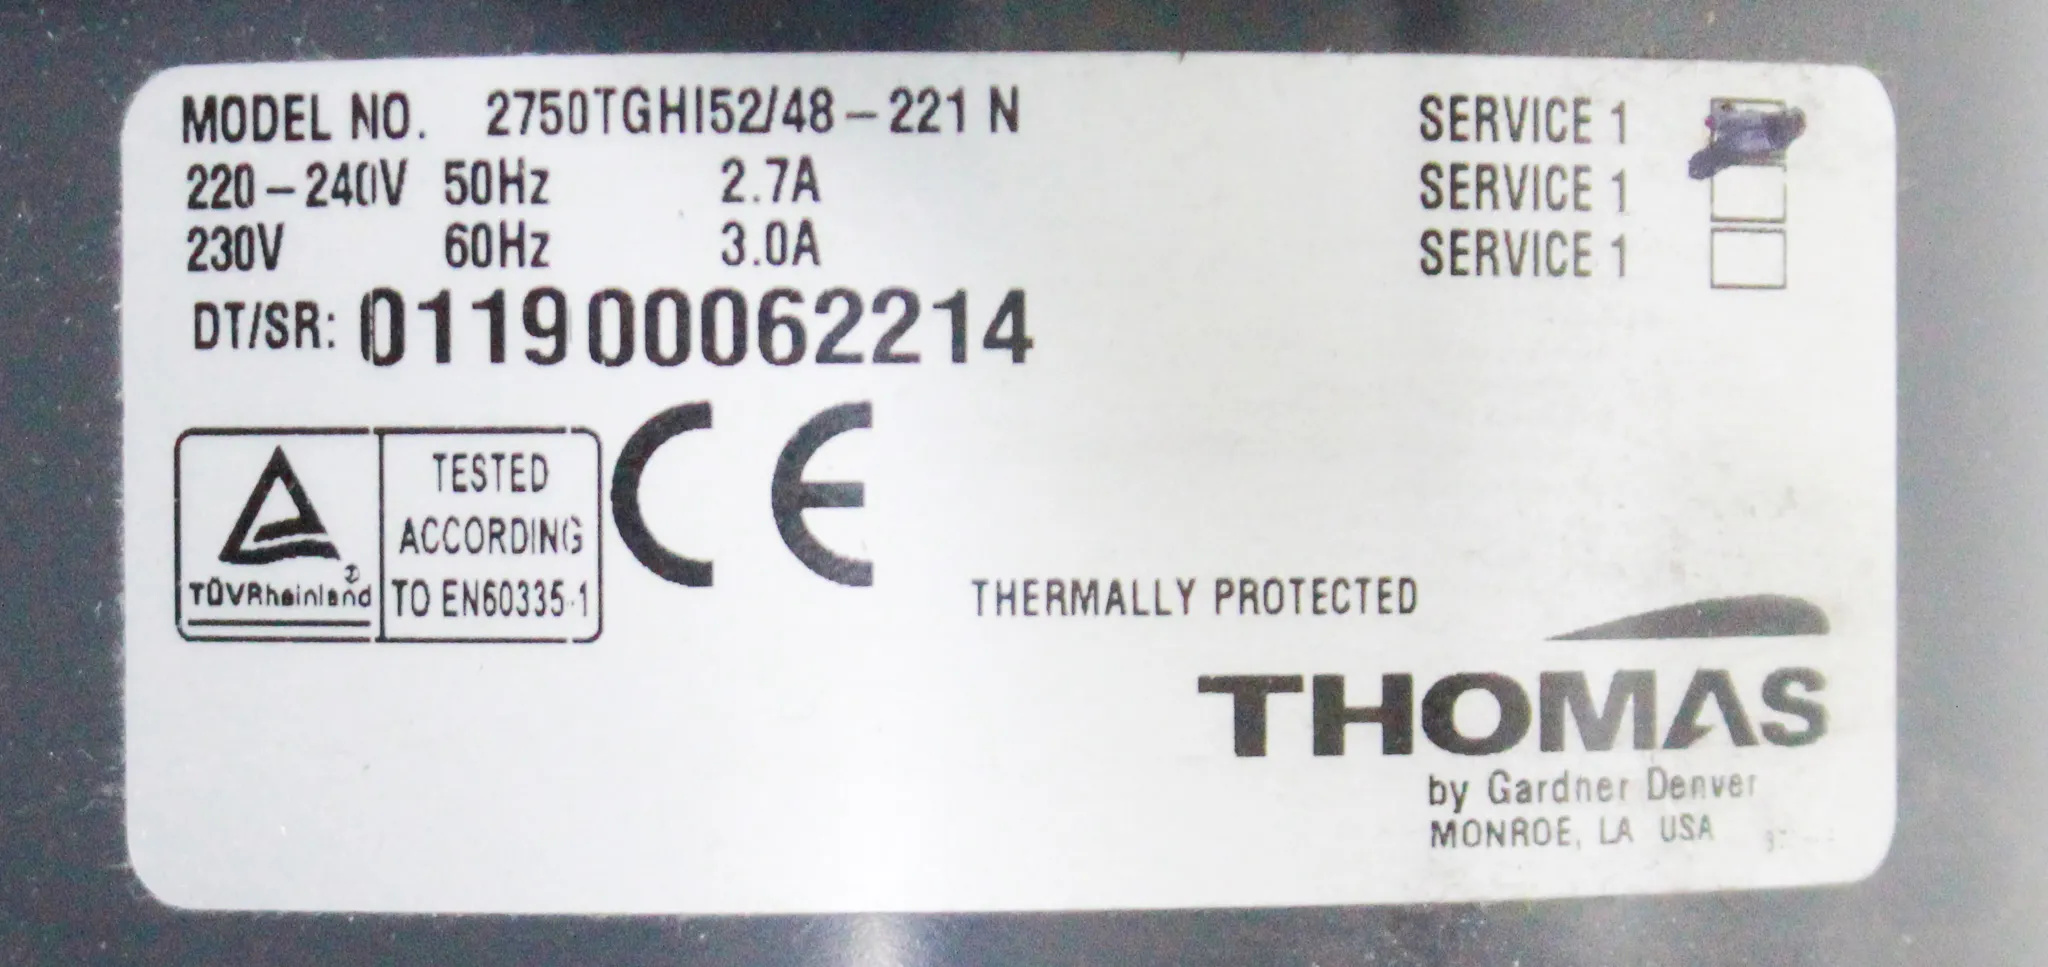 MODEL NO. 2750TGHI52/48-221 N
220-240V 50Hz 2.7A
230V 60Hz 3.0A
DT/SR: 011900062214
SERVICE 1
SERVICE 1
SERVICE 1
TÜVRheinland
TESTED
ACCORDING
TO EN60335-1
CE
THERMALLY PROTECTED
THOMAS
by Gardner Denver
MONROE, LA USA